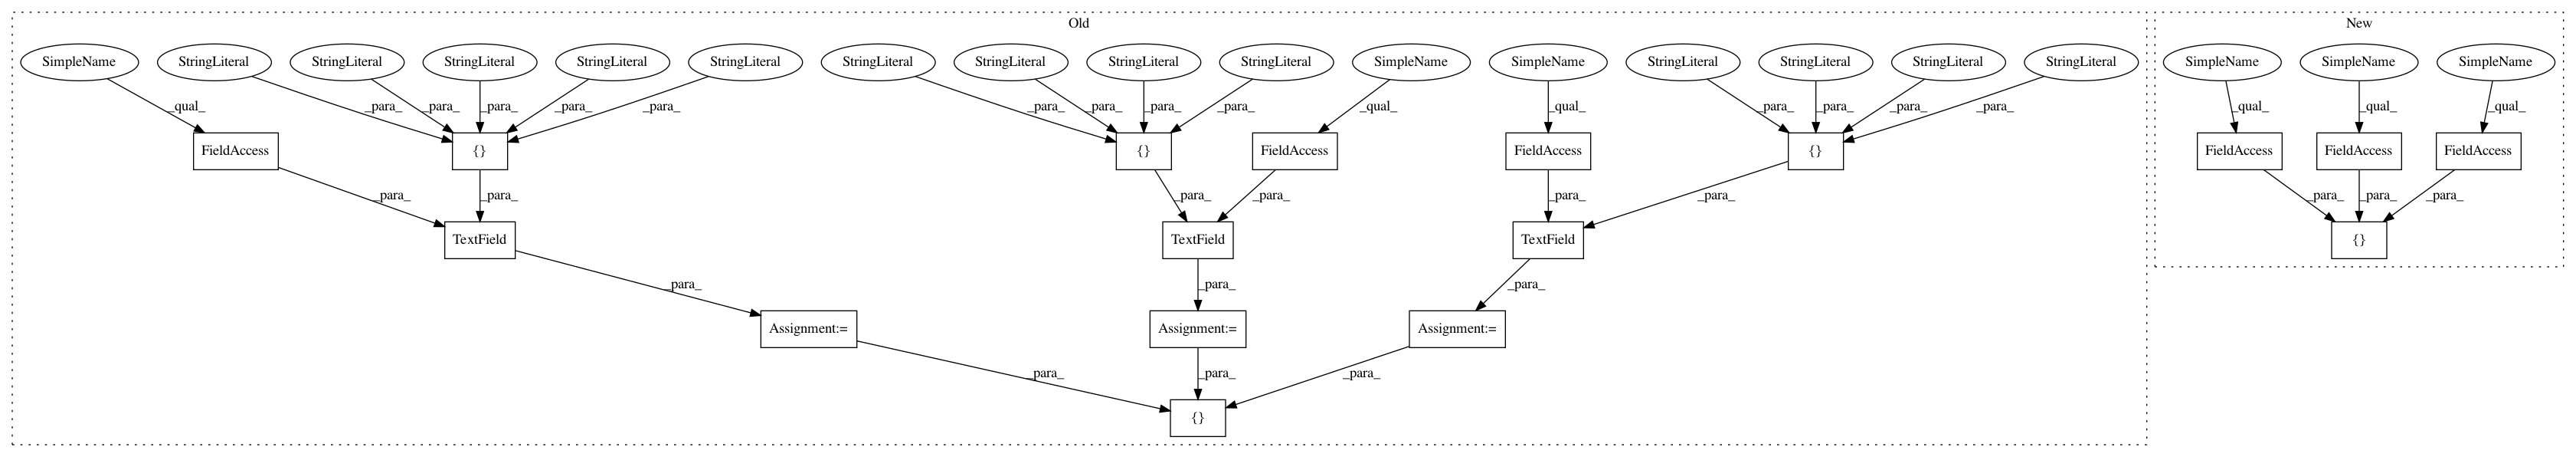 Old
New
SimpleName StringLiteral StringLiteral StringLiteral StringLiteral StringLiteral StringLiteral StringLiteral StringLiteral StringLiteral SimpleName SimpleName StringLiteral StringLiteral StringLiteral StringLiteral SimpleName SimpleName SimpleName
_qual_ _para_ _para_ _para_ _para_ _para_ _para_ _para_ _para_ _para_ _qual_ _qual_ _para_ _para_ _para_ _para_ _qual_ _qual_ _qual_
FieldAccess {} {} FieldAccess FieldAccess {} FieldAccess FieldAccess FieldAccess
_para_ _para_ _para_ _para_ _para_ _para_ _para_ _para_ _para_
TextField TextField TextField {}
_para_ _para_ _para_
Assignment:= Assignment:= Assignment:=
_para_ _para_ _para_
{}